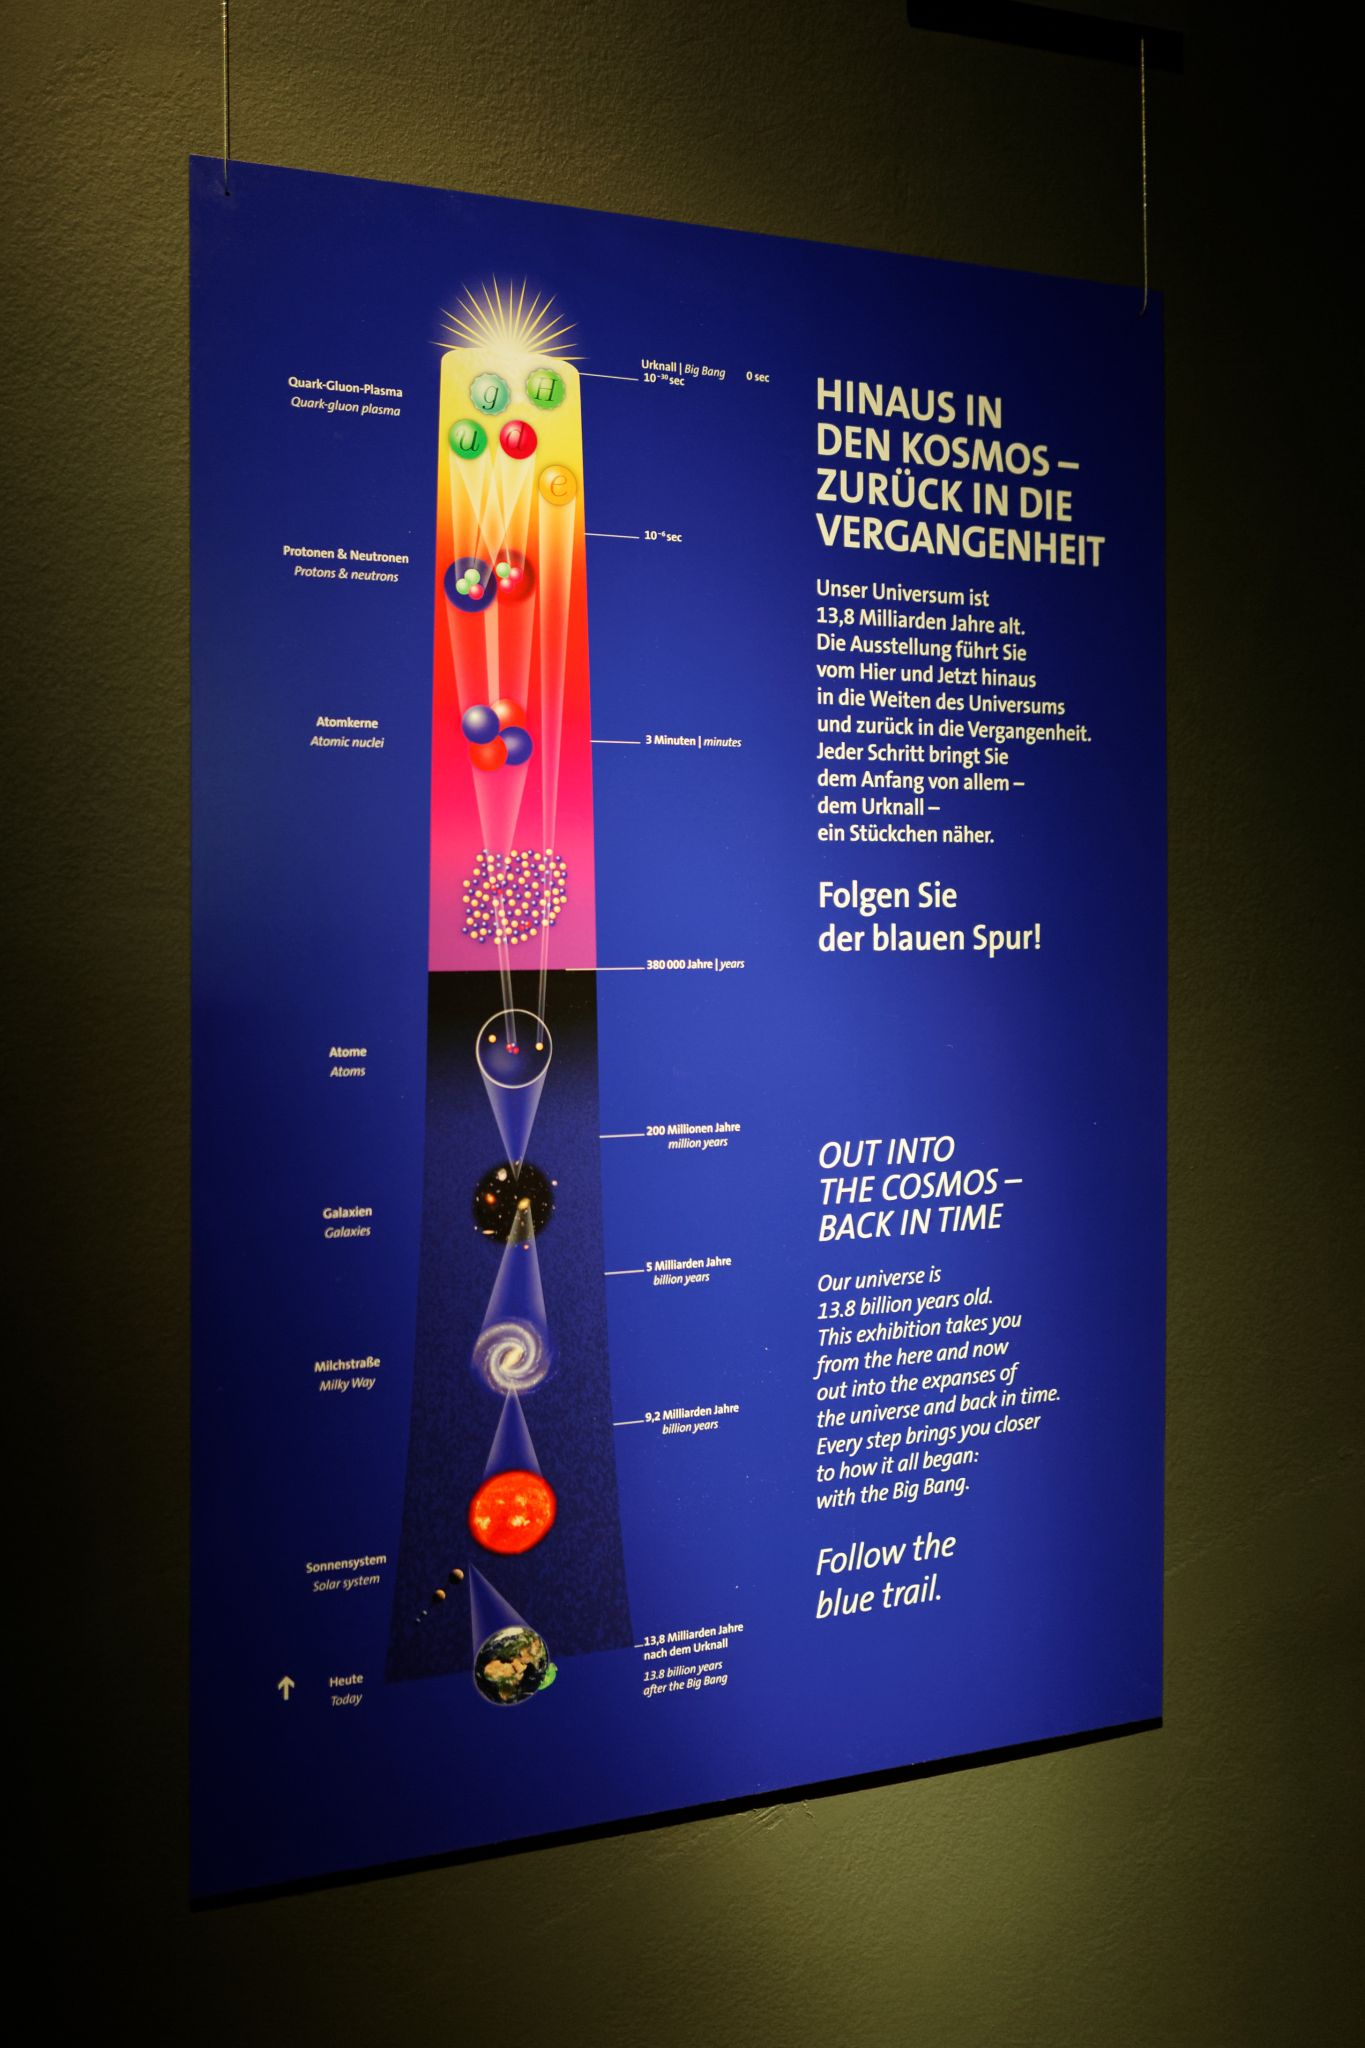 Quark-Gluon-Plasma
Quark-gluon plasma
Protonen & Neutronen
Protons & neutrons
Atomkerne
Atomic nuclei
Atome
Atoms
Galaxien
Galaxies
Milchstraße
Milky Way
Sonnensystem
Solar system
↑ Heute
Today
g H
u d
e
Urknall | Big Bang 0 sec
10⁻³⁰ sec
10⁻⁶ sec
3 Minuten | minutes
380 000 Jahre | years
200 Millionen Jahre
million years
5 Milliarden Jahre
billion years
9,2 Milliarden Jahre
billion years
13,8 Milliarden Jahre
nach dem Urknall
13.8 billion years
after the Big Bang
HINAUS IN
DEN KOSMOS –
ZURÜCK IN DIE
VERGANGENHEIT
Unser Universum ist
13,8 Milliarden Jahre alt.
Die Ausstellung führt Sie
vom Hier und Jetzt hinaus
in die Weiten des Universums
und zurück in die Vergangenheit.
Jeder Schritt bringt Sie
dem Anfang von allem –
dem Urknall –
ein Stückchen näher.
Folgen Sie
der blauen Spur!
OUT INTO
THE COSMOS –
BACK IN TIME
Our universe is
13.8 billion years old.
This exhibition takes you
from the here and now
out into the expanses of
the universe and back in time.
Every step brings you closer
to how it all began:
with the Big Bang.
Follow the
blue trail.